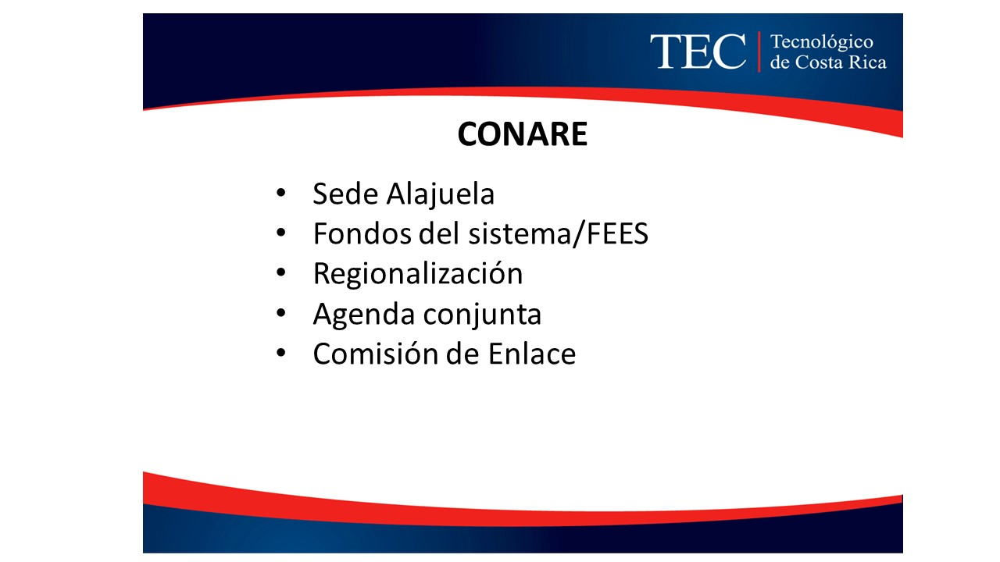 TEC | Tecnológico
de Costa Rica
CONARE
• Sede Alajuela
• Fondos del sistema/FEES
• Regionalización
• Agenda conjunta
• Comisión de Enlace